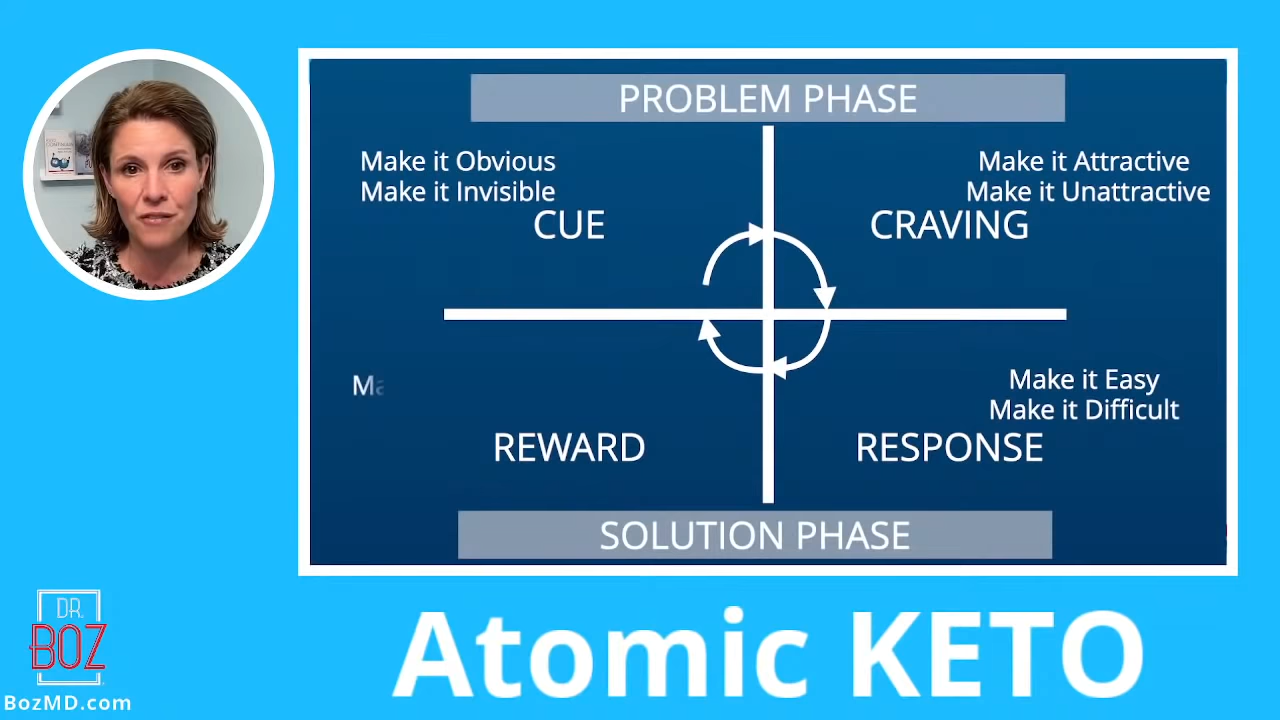 PROBLEM PHASE
Make it Obvious
Make it Invisible
CUE
Make it Attractive
Make it Unattractive
CRAVING
REWARD
Make it Easy
Make it Difficult
RESPONSE
SOLUTION PHASE
Atomic KETO
DR.
BOZ
BozMD.com